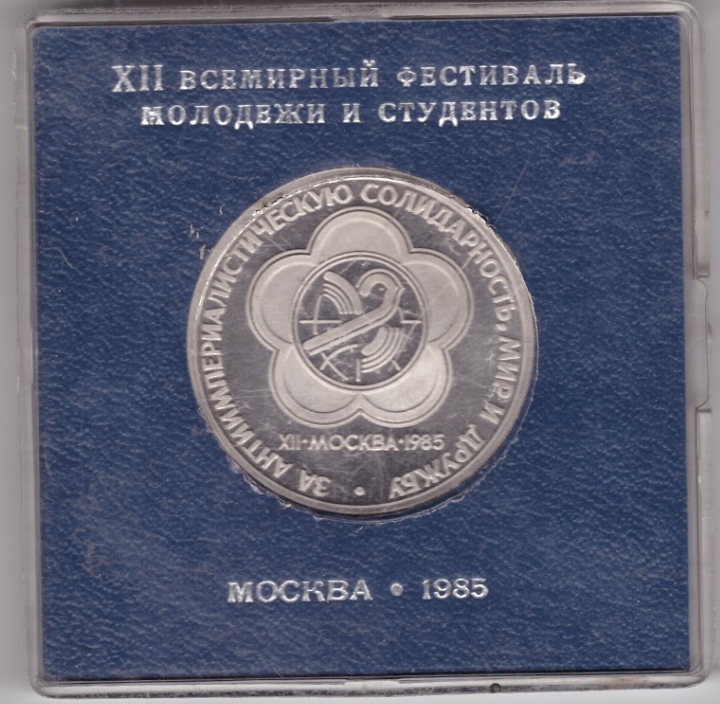 XII ВСЕМИРНЫЙ ФЕСТИВАЛЬ
МОЛОДЕЖИ И СТУДЕНТОВ
ЗА АНТИИМПЕРИАЛИСТИЧЕСКУЮ СОЛИДАРНОСТЬ, МИР И ДРУЖБУ •
XII•МОСКВА•1985
МОСКВА • 1985